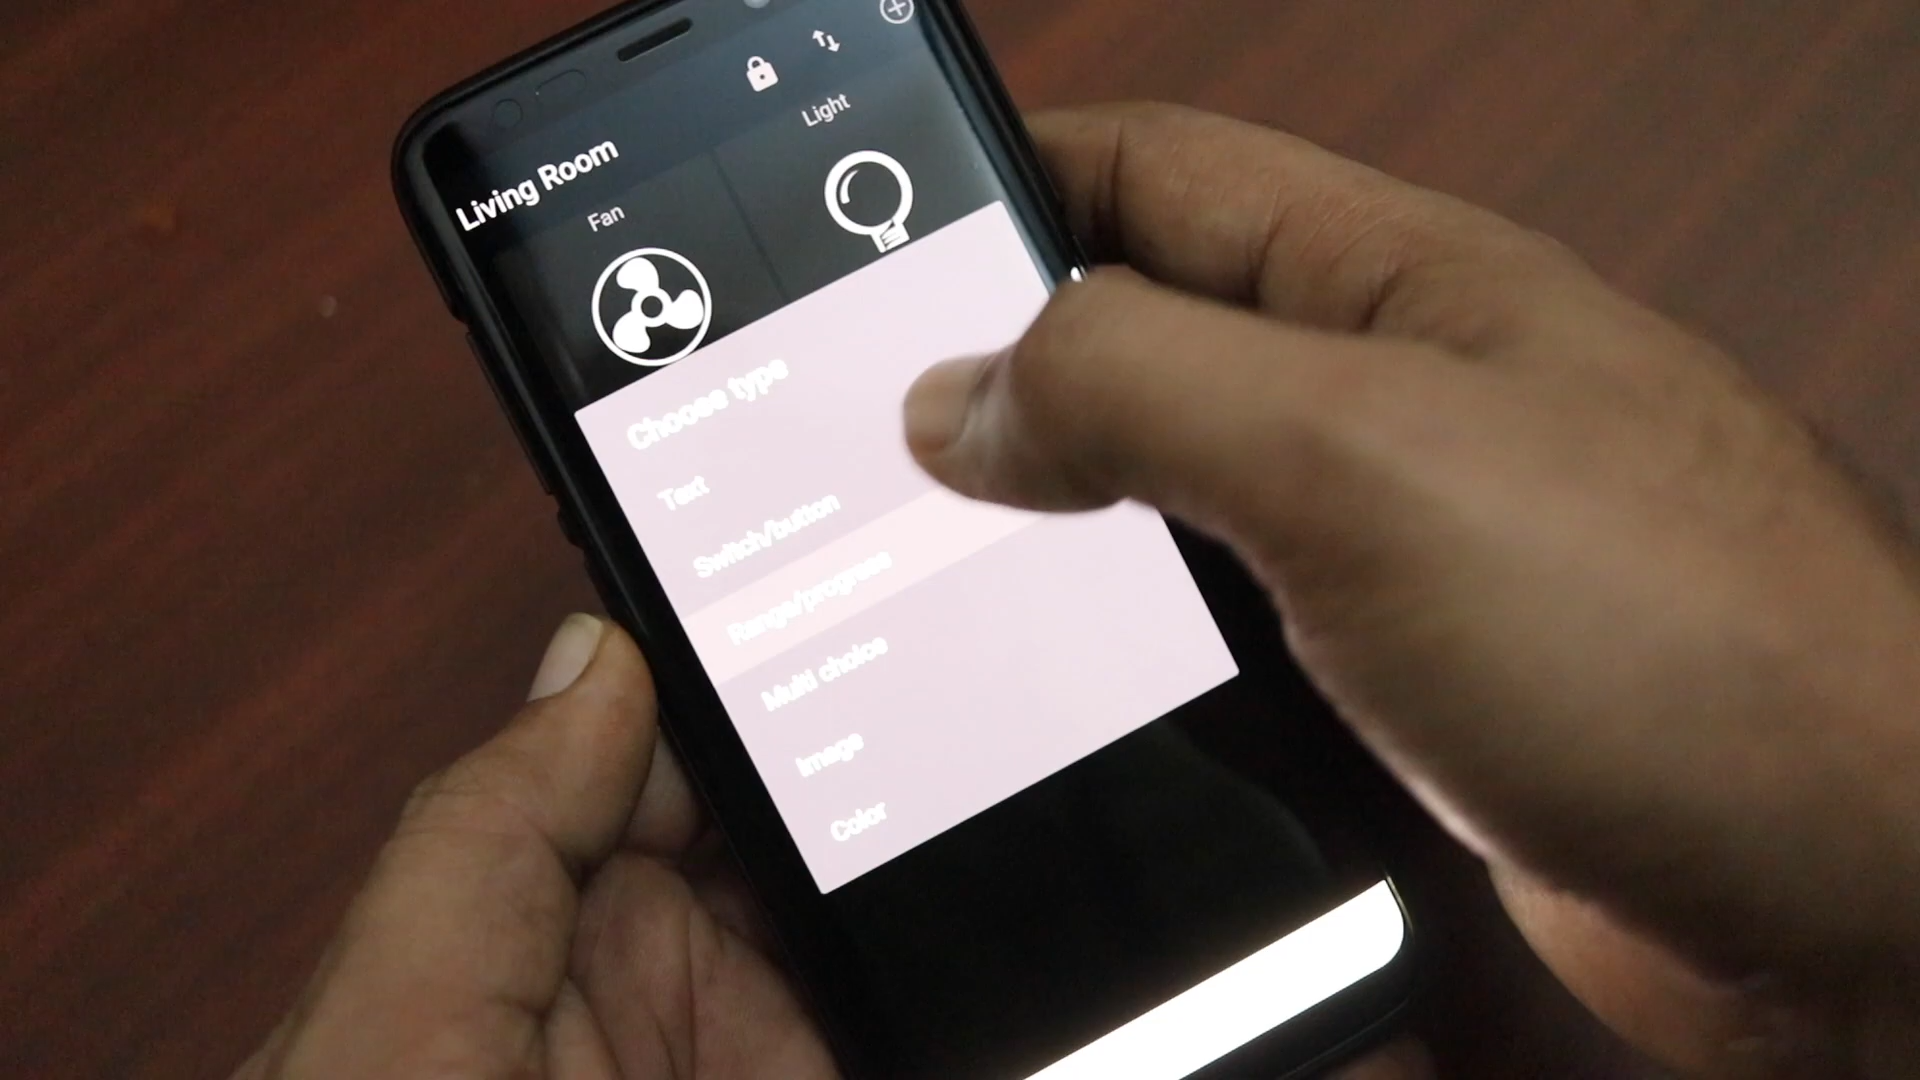 Living Room
Fan
Light
Choose type
Text
Switch/button
Range/progress
Multi choice
Image
Color